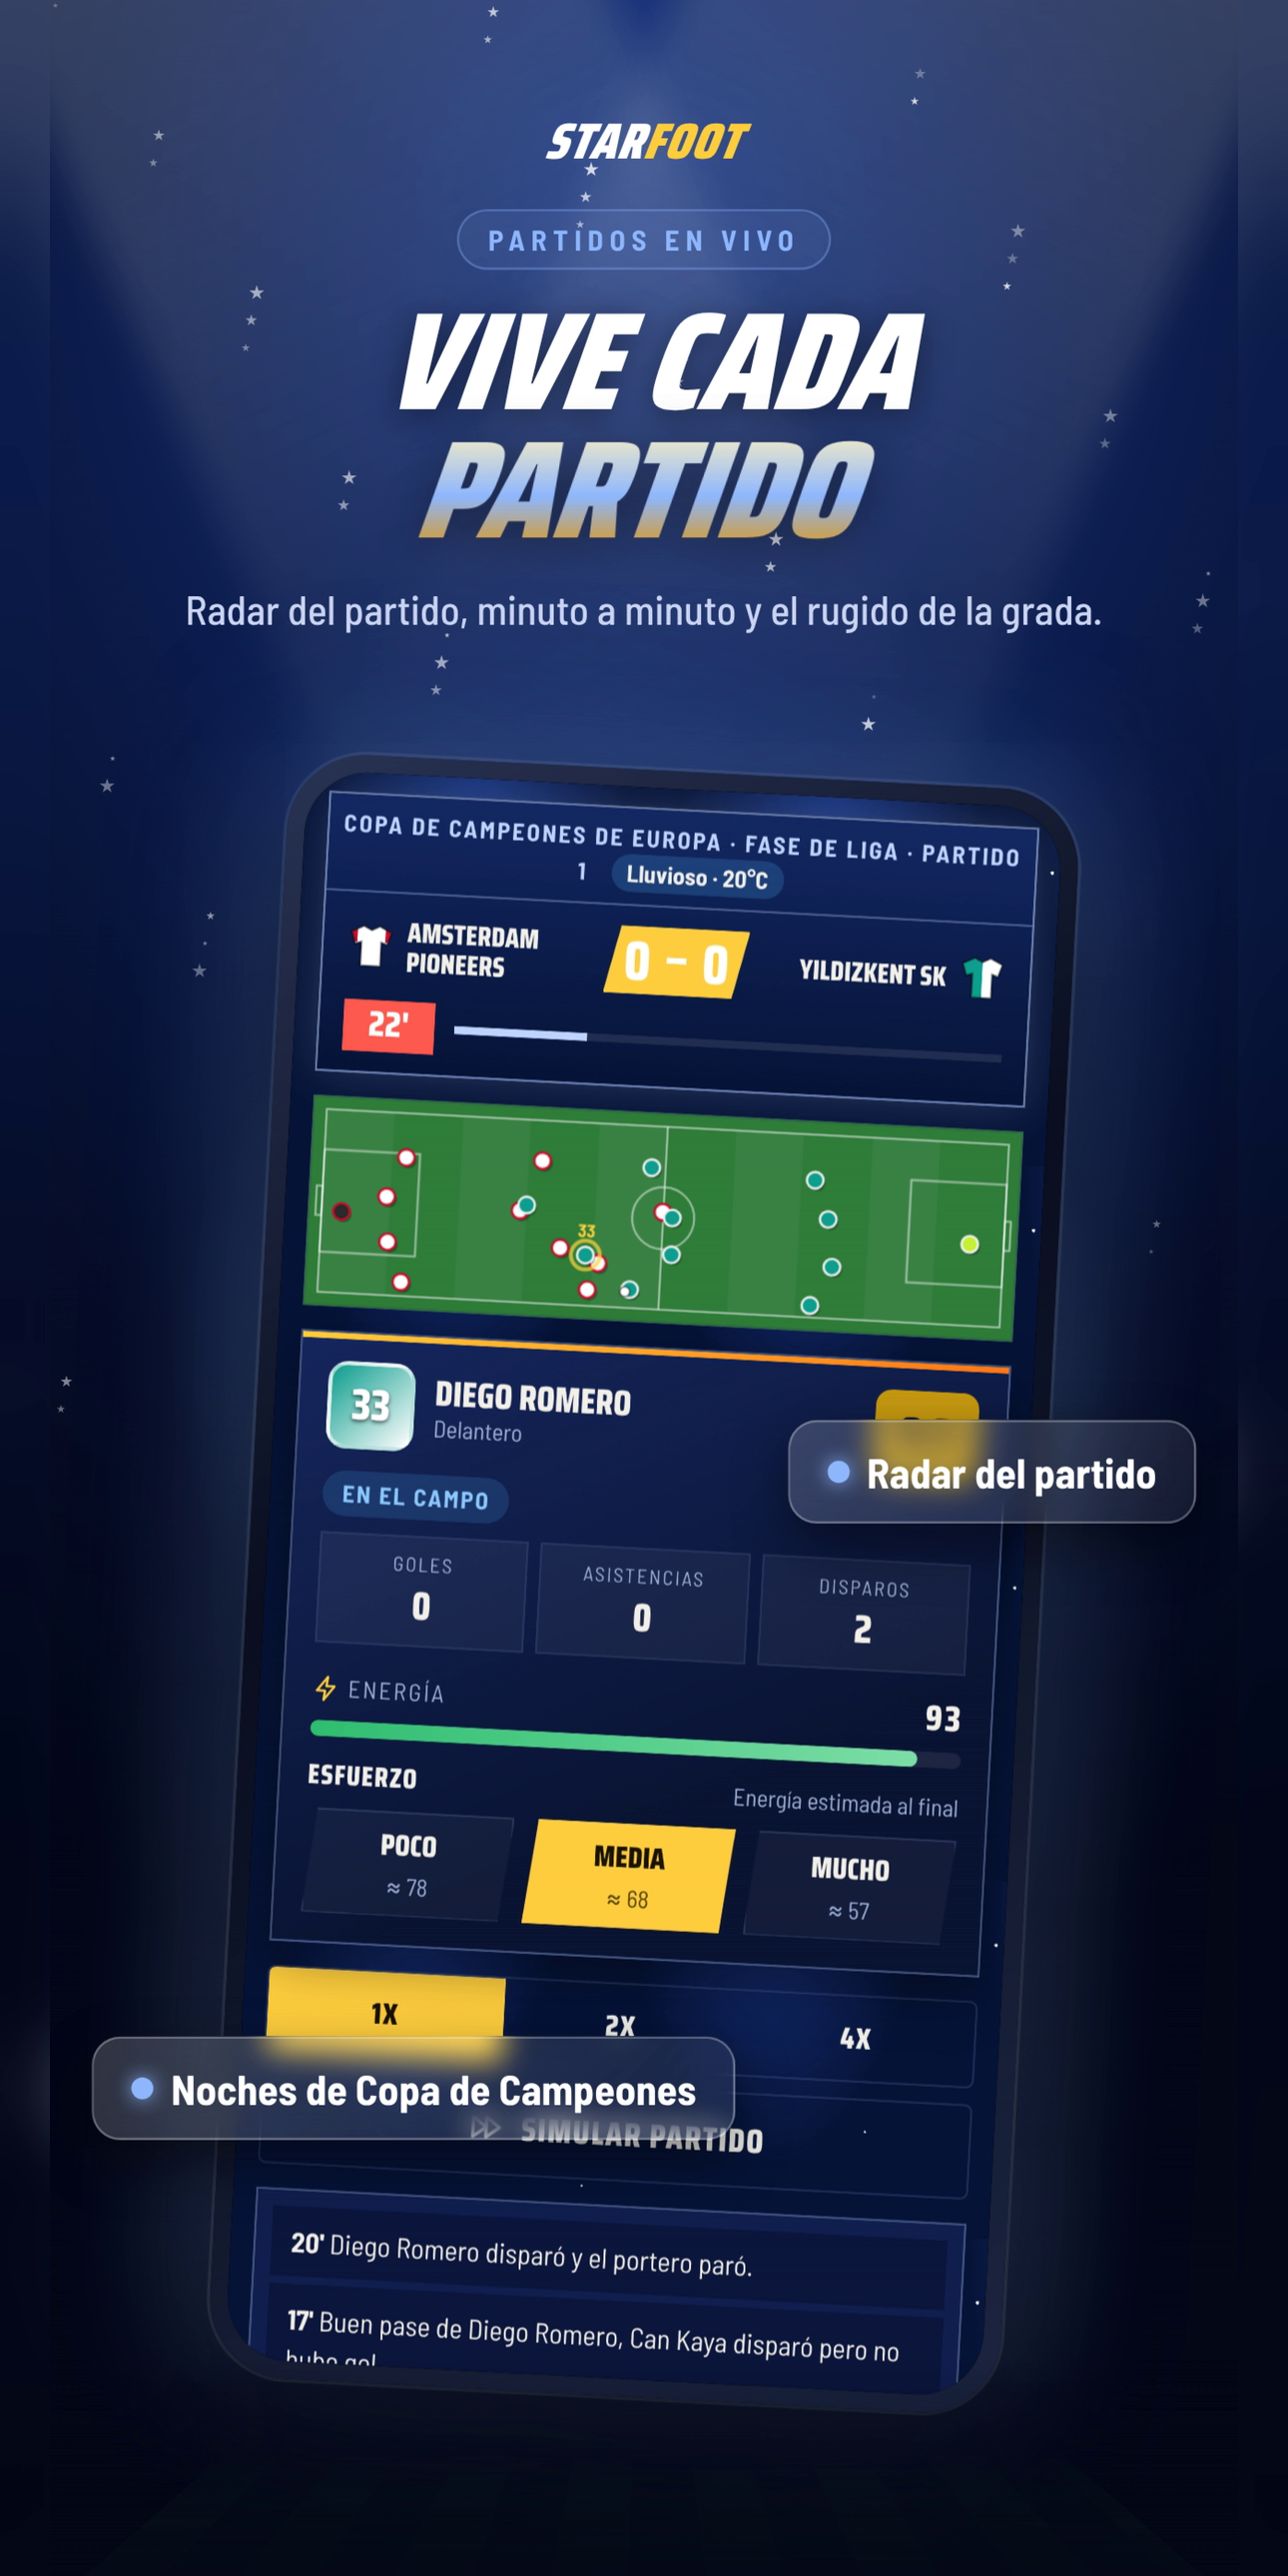 STARFOOT
PARTIDOS EN VIVO
VIVE CADA
PARTIDO
Radar del partido, minuto a minuto y el rugido de la grada.
COPA DE CAMPEONES DE EUROPA · FASE DE LIGA · PARTIDO
1 Lluvioso · 20°C
AMSTERDAM
PIONEERS
0 – 0
YILDIZKENT SK
22'
33
33
DIEGO ROMERO
Delantero
Radar del partido
EN EL CAMPO
GOLES
0
ASISTENCIAS
0
DISPAROS
2
ENERGÍA
93
ESFUERZO
Energía estimada al final
POCO
≈ 78
MEDIA
≈ 68
MUCHO
≈ 57
1X
2X
4X
Noches de Copa de Campeones
SIMULAR PARTIDO
20' Diego Romero disparó y el portero paró.
17' Buen pase de Diego Romero, Can Kaya disparó pero no
hubo gol